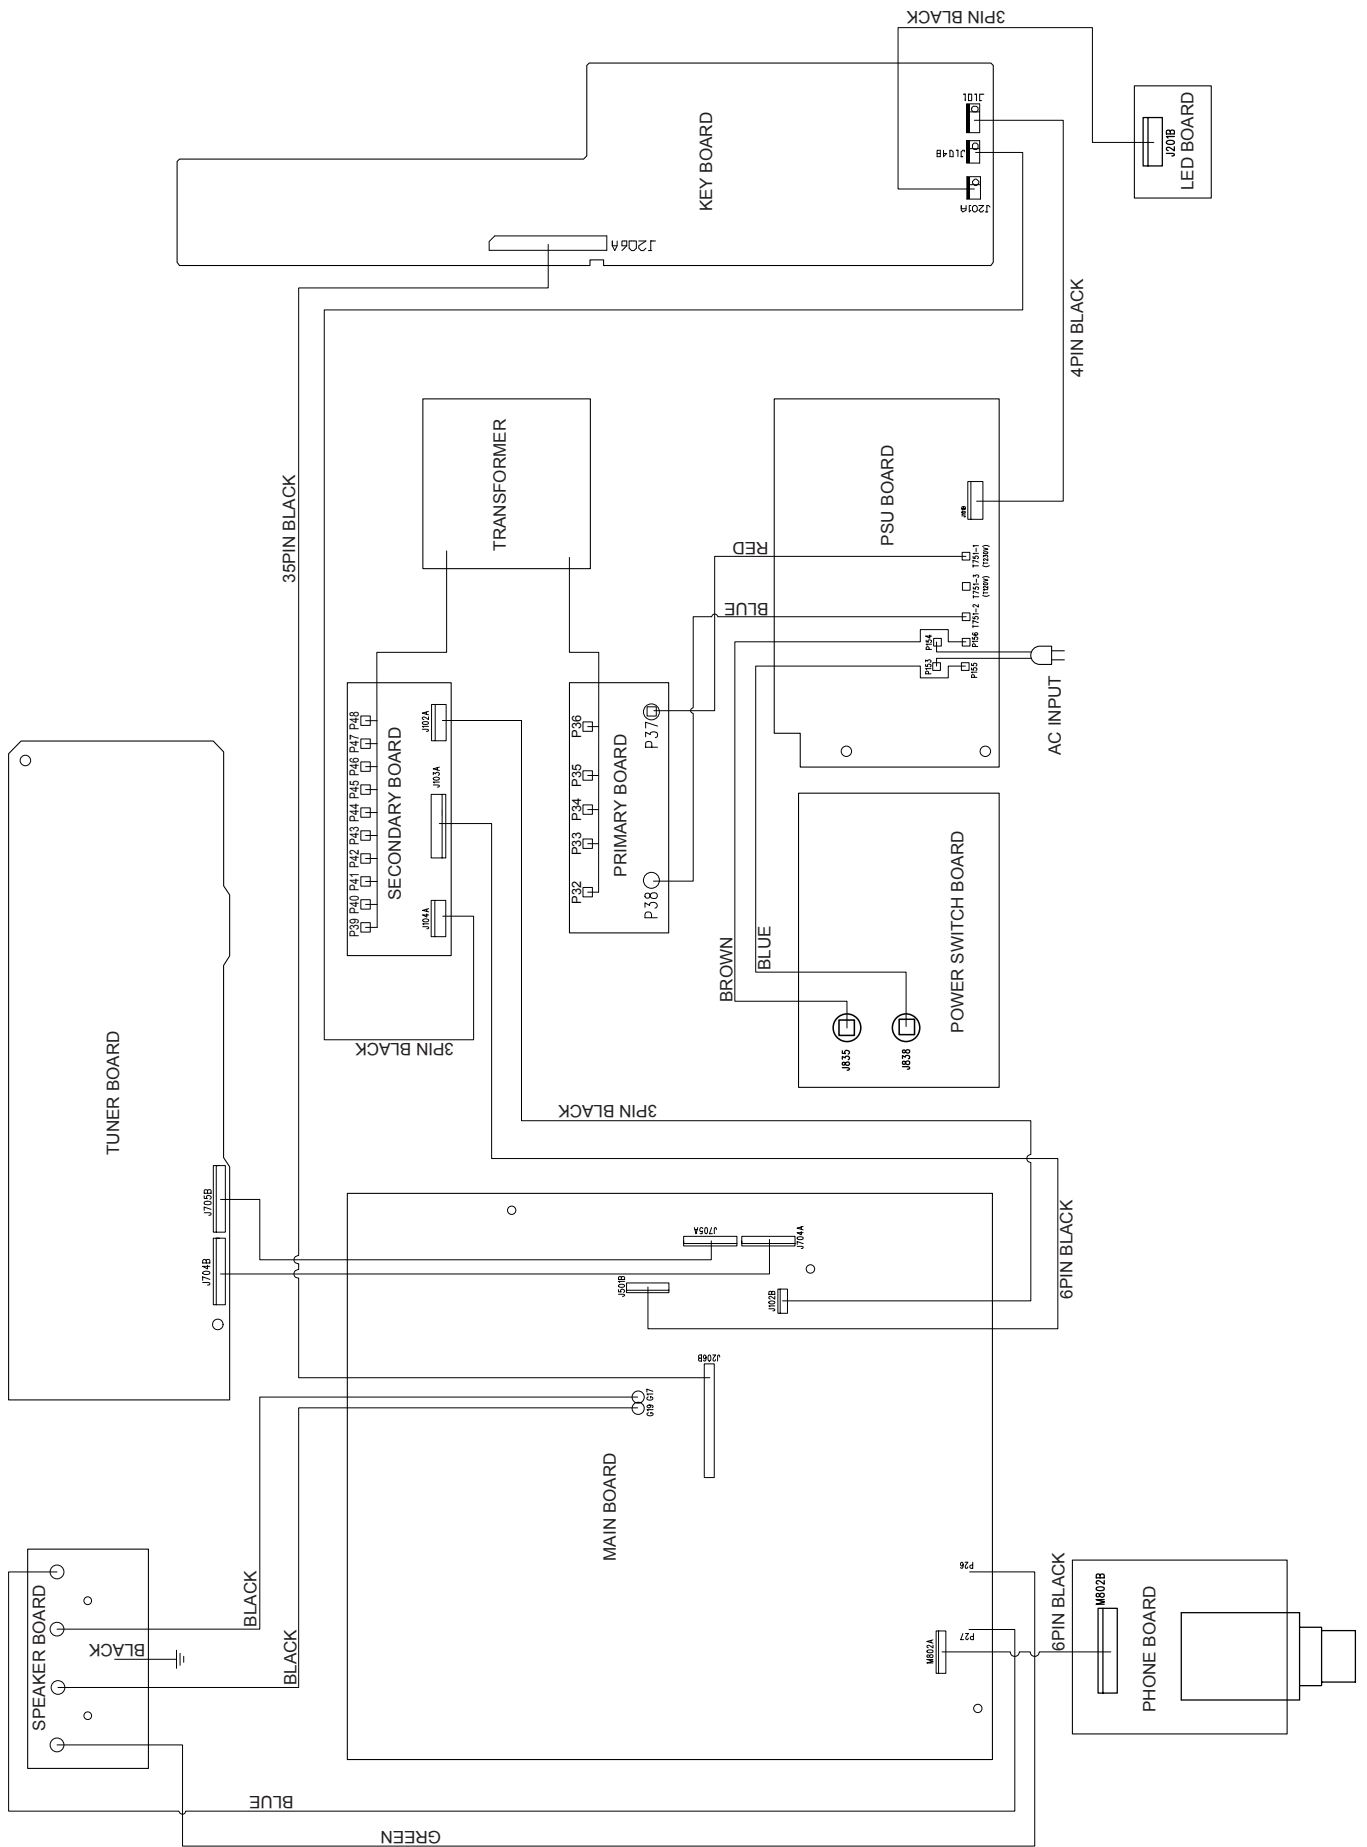 3PIN BLACK
KEY BOARD
J101
J104B
J201A
J206A
J201B
LED BOARD
35PIN BLACK
4PIN BLACK
TRANSFORMER
PSU BOARD
RED
BLUE
T751-1
(T230V)
T751-3
(T120V)
T751-2
P154
P156
P153
P155
AC INPUT
P48
P47
P46
P45
P44
P43
P42
P41
P40
P39
SECONDARY BOARD
J102A
J103A
J104A
P36
P35
P34
P33
P32
PRIMARY BOARD
P37
P38
BROWN
BLUE
POWER SWITCH BOARD
J835
J838
3PIN BLACK
3PIN BLACK
TUNER BOARD
J705B
J704B
6PIN BLACK
J705A
J704A
J501B
J102B
J206B
G17
G19
MAIN BOARD
P26
P27
M802A
SPEAKER BOARD
BLACK
BLACK
BLACK
6PIN BLACK
M802B
PHONE BOARD
BLUE
GREEN